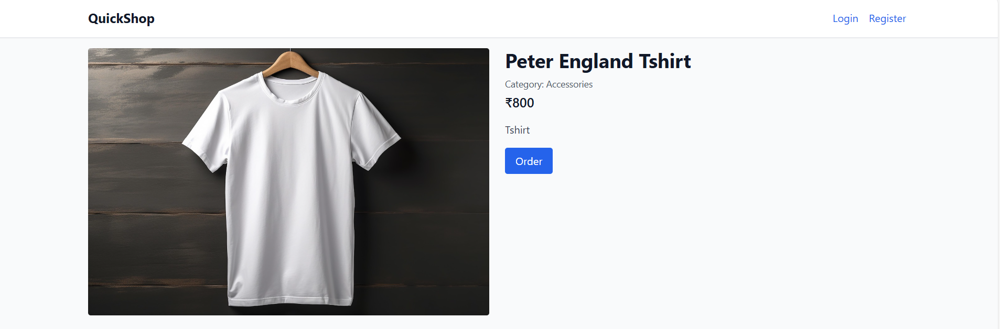 QuickShop
Login Register
Peter England Tshirt
Category: Accessories
₹800
Tshirt
Order